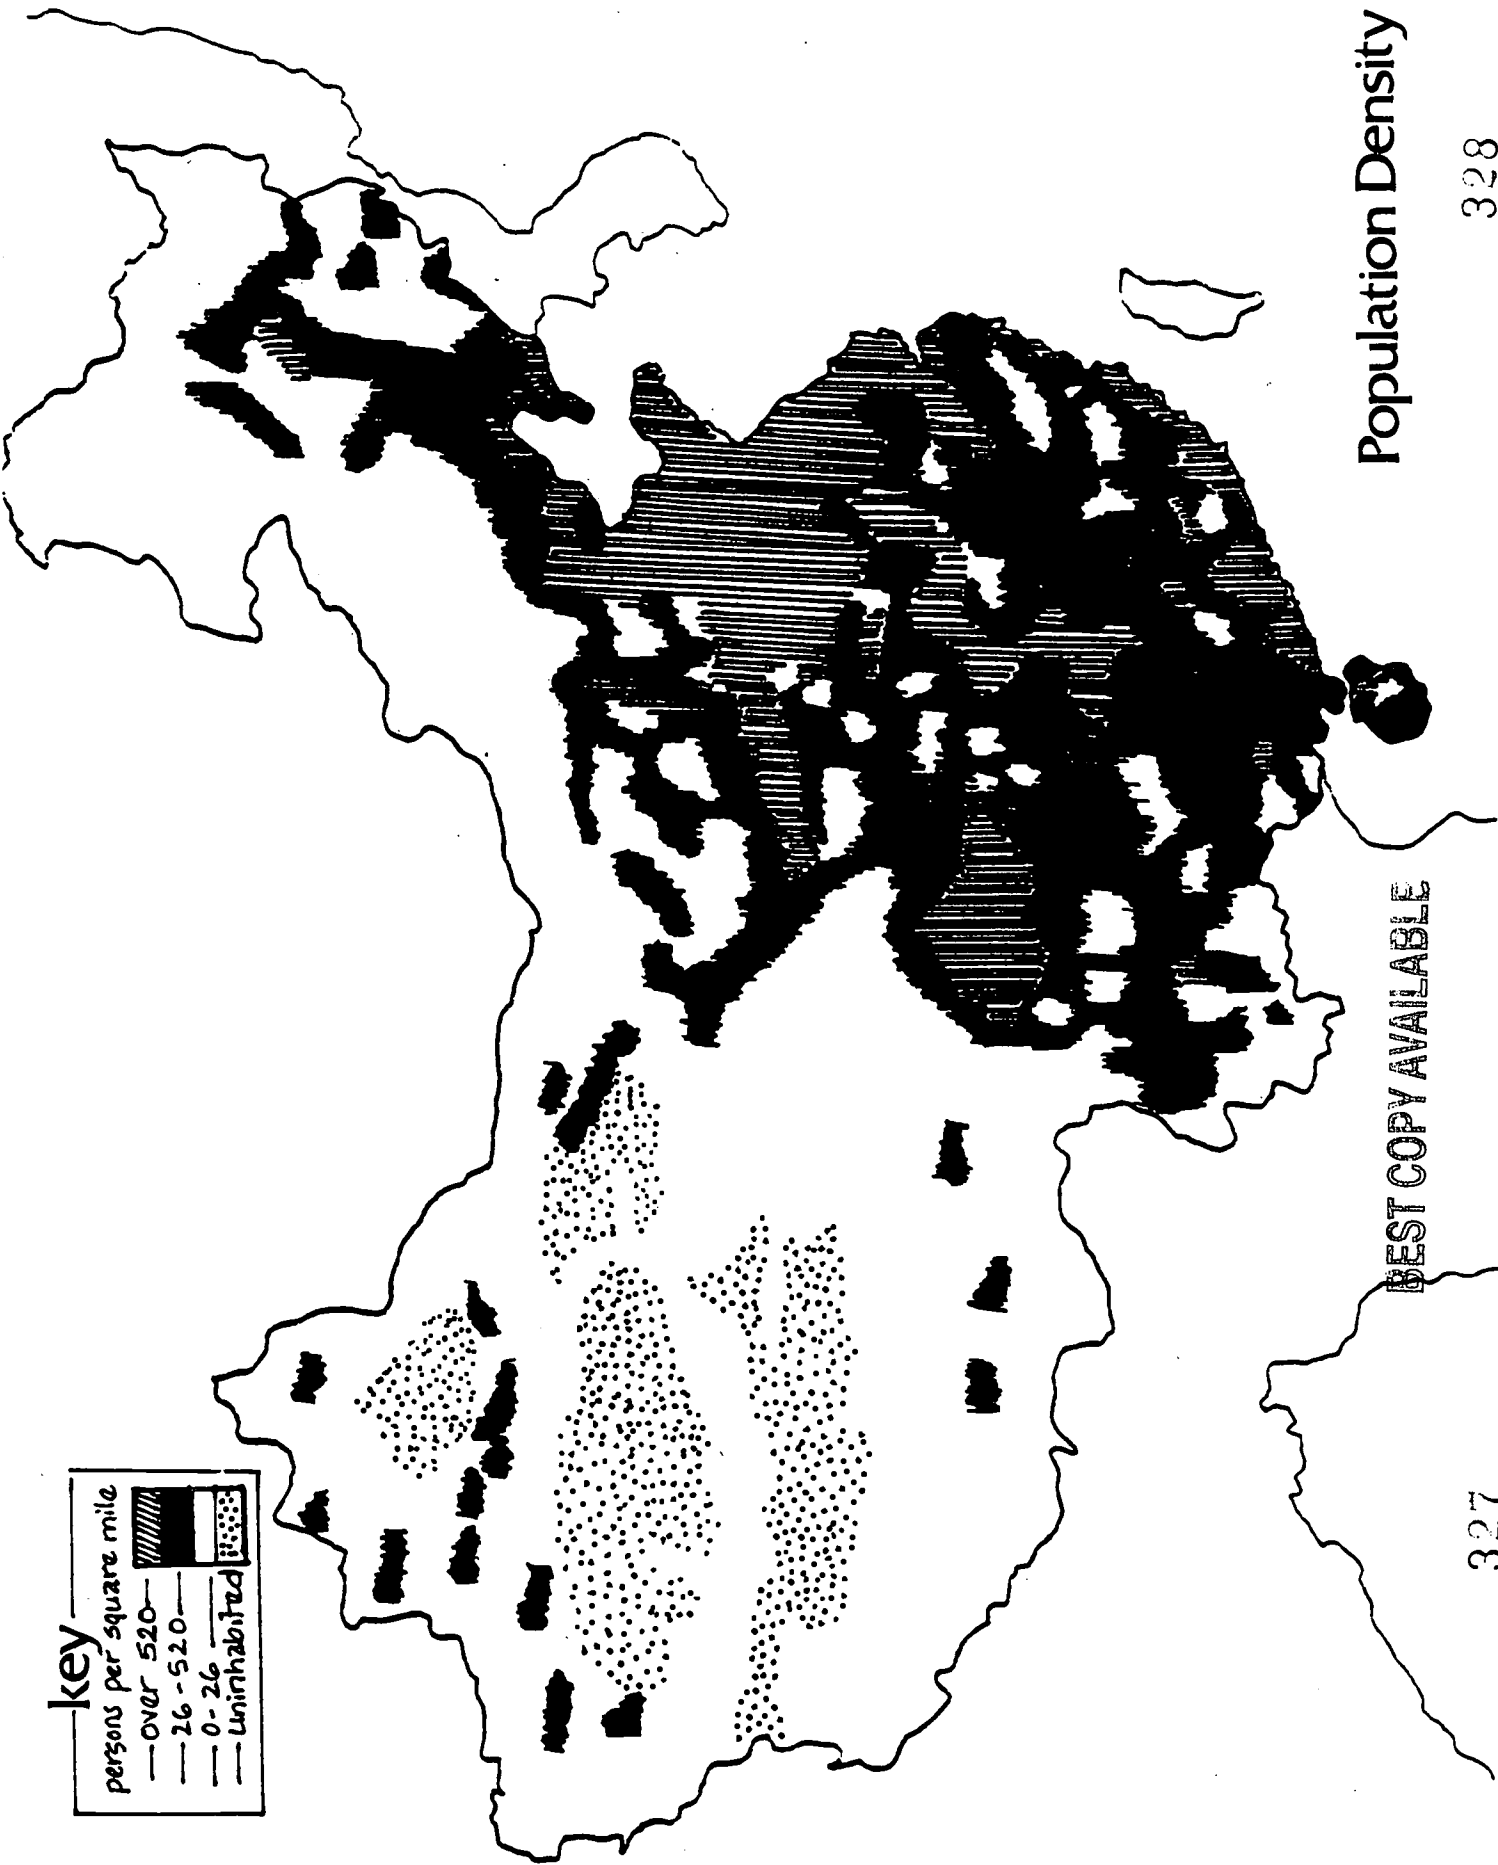 key
persons per square mile
over 520
26-520
0-26
uninhabited
Population Density
BEST COPY AVAILABLE
327
328